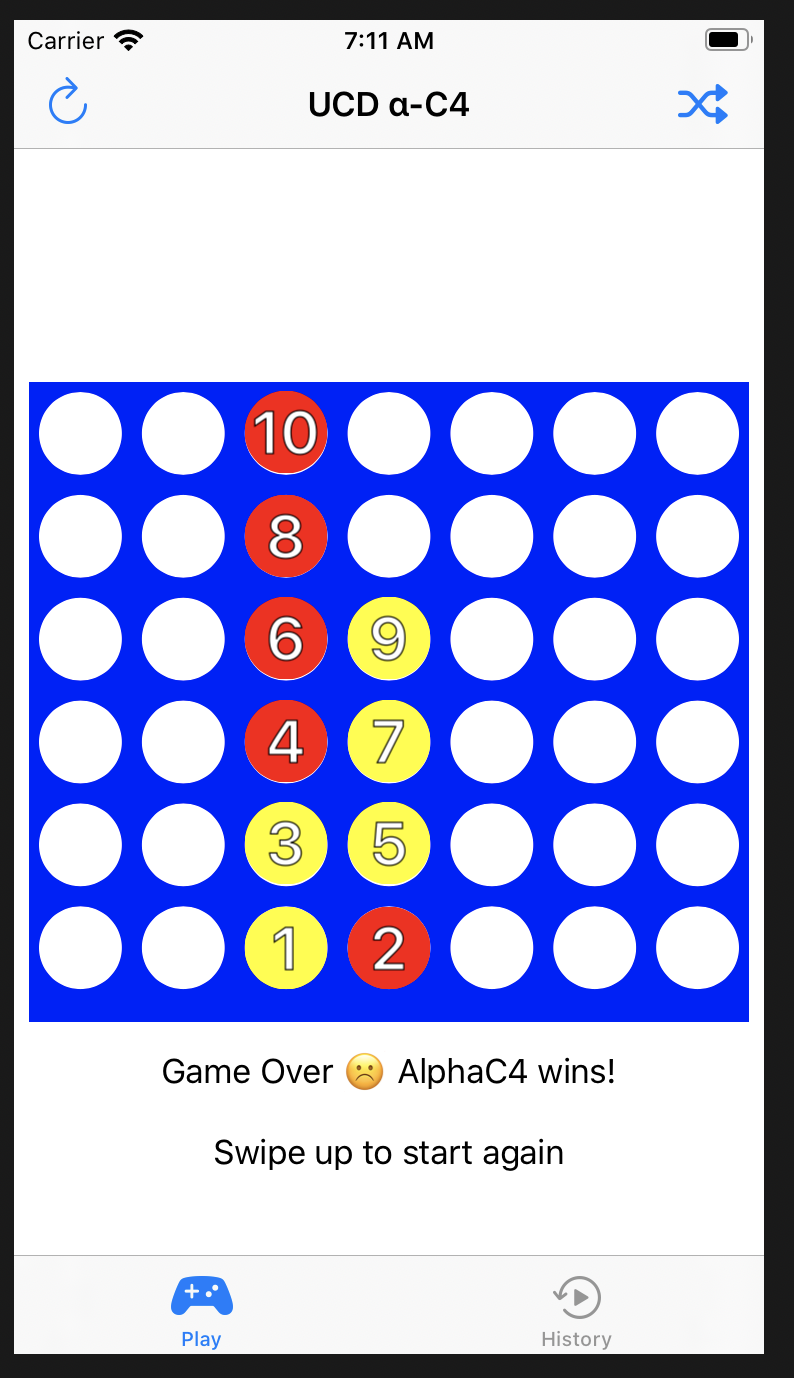 Carrier 7:11 AM
UCD α-C4
10
8
6 9
4 7
3 5
1 2
Game Over ☹️ AlphaC4 wins!
Swipe up to start again
Play History